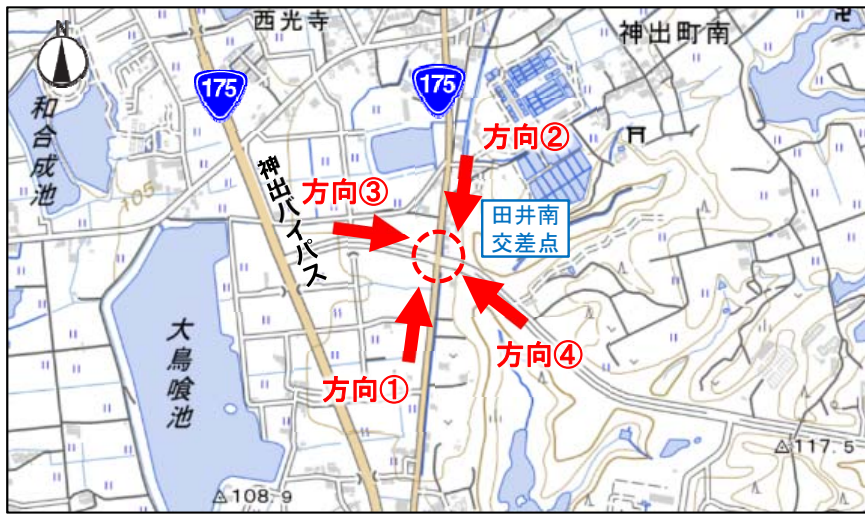 N
西光寺
神出町南
175
175
和合成池
105
神出バイパス
方向②
方向③
田井南
交差点
大鳥喰池
方向①
方向④
117.5
108.9